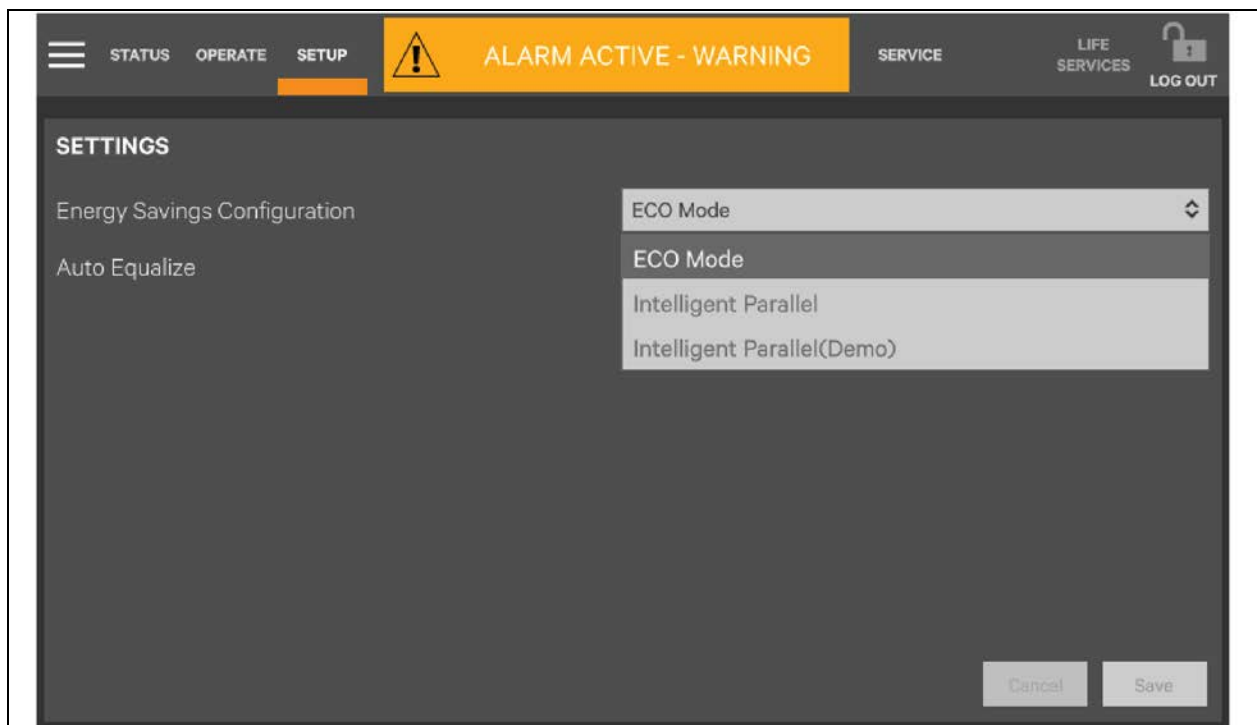 STATUS OPERATE SETUP ALARM ACTIVE - WARNING SERVICE LIFE SERVICES LOG OUT
SETTINGS
Energy Savings Configuration ECO Mode
Auto Equalize ECO Mode
Intelligent Parallel
Intelligent Parallel(Demo)
Cancel Save